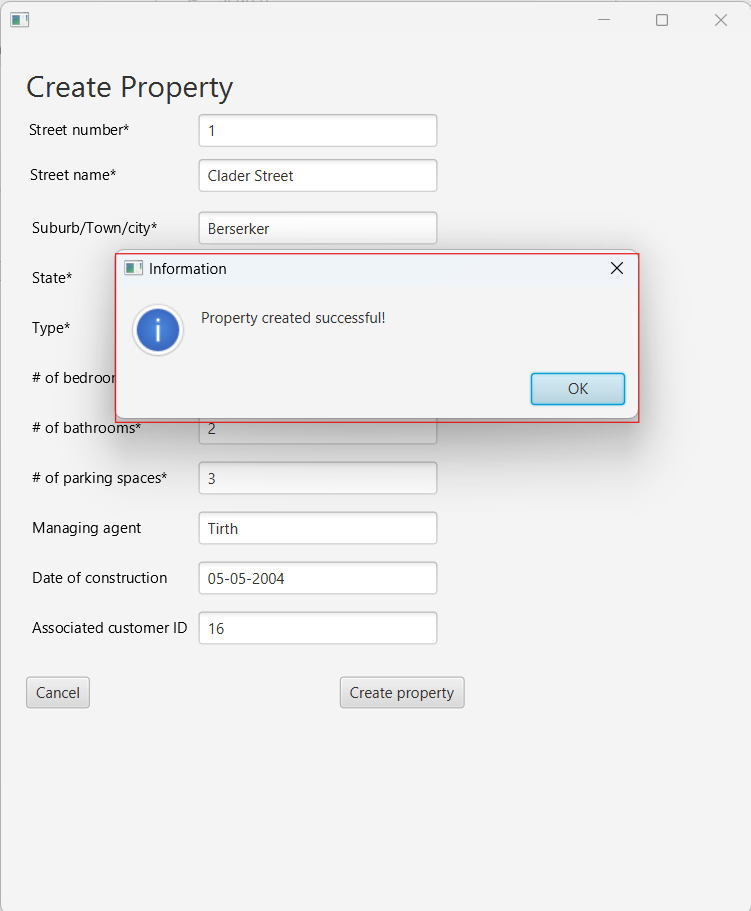 Create Property
Street number* 1
Street name* Clader Street
Suburb/Town/city* Berserker
State*
Information
Property created successful!
Type*
# of
OK
# of bathrooms* 2
# of parking spaces* 3
Managing agent Tirth
Date of construction 05-05-2004
Associated customer ID 16
Cancel Create property